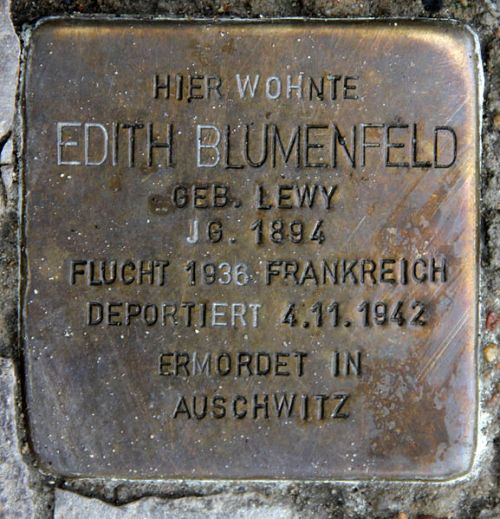 HIER WOHNTE
EDITH BLUMENFELD
GEB. LEWY
JG. 1894
FLUCHT 1936 FRANKREICH
DEPORTIERT 4.11.1942
ERMORDET IN
AUSCHWITZ